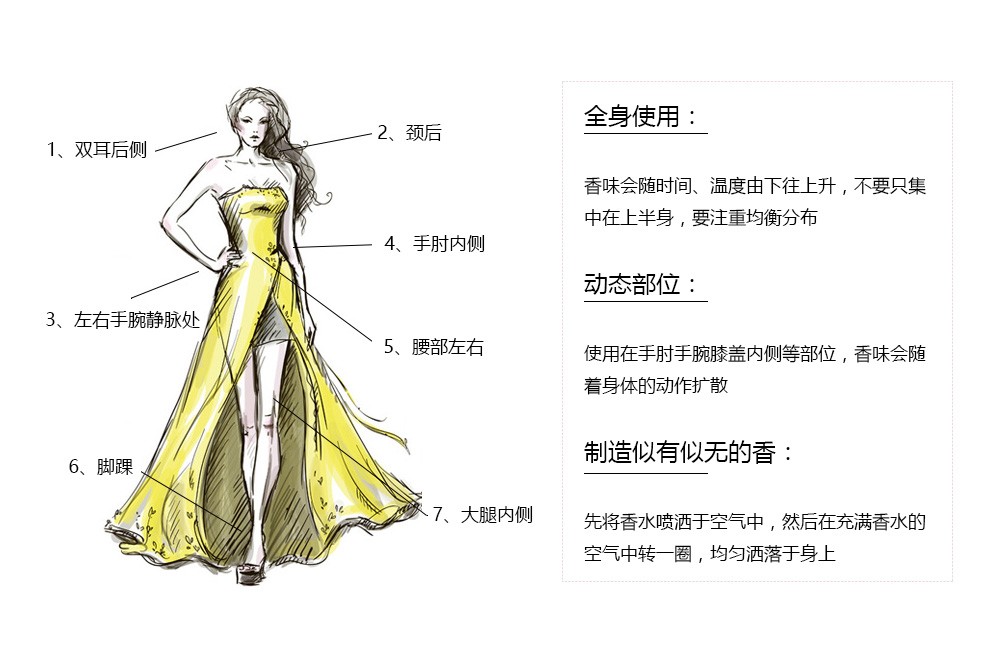 1、双耳后侧
2、颈后
3、左右手腕静脉处
4、手肘内侧
5、腰部左右
6、脚踝
7、大腿内侧
全身使用：
香味会随时间、温度由下往上升，不要只集
中在上半身，要注重均衡分布
动态部位：
使用在手肘手腕膝盖内侧等部位，香味会随
着身体的动作扩散
制造似有似无的香：
先将香水喷洒于空气中，然后在充满香水的
空气中转一圈，均匀洒落于身上